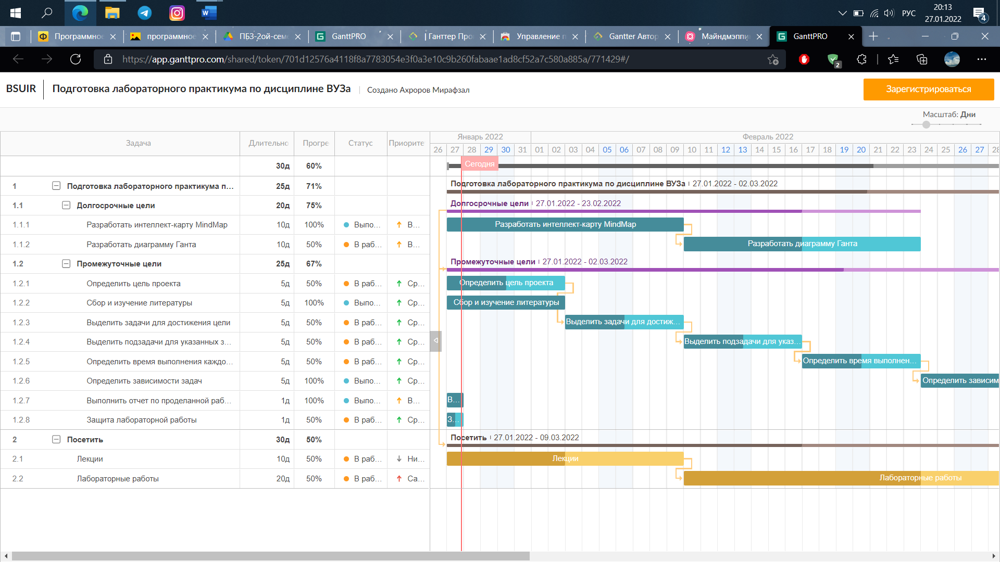 20:13
РУС
27.01.2022
4
Программно
программное
ПБЗ-2ой-сем
GanttPRO
| Гантер Про
Управление п
Gantter Автор
Майндмэппи
GanttPRO
https://app.ganttpro.com/shared/token/701d12576a4118f8a7783054e3f0a3e10c9b260fabaae1ad8cf52a7c580a885a/771429#/
2
BSUIR
Подготовка лабораторного практикума по дисциплине ВУЗа
Создано Ахроров Мирафзал
Зарегистрироваться
Масштаб: Дни
Задача Длительно Прогре Статус Приорите
Январь 2022 Февраль 2022
26 27 28 29 30 31 01 02 03 04 05 06 07 08 09 10 11 12 13 14 15 16 17 18 19 20 21 22 23 24 25 26 27 28
30д 60%
Сегодня
1 Подготовка лабораторного практикума п... 25д 71%
Подготовка лабораторного практикума по дисциплине ВУЗа 27.01.2022 - 02.03.2022
1.1 Долгосрочные цели 20д 75%
Долгосрочные цели 27.01.2022 - 23.02.2022
1.1.1 Разработать интеллект-карту MindMap 10д 100% Выпо... В...
Разработать интеллект-карту MindMap
1.1.2 Разработать диаграмму Ганта 10д 50% В раб... В...
Разработать диаграмму Ганта
1.2 Промежуточные цели 25д 67%
Промежуточные цели 27.01.2022 - 02.03.2022
1.2.1 Определить цель проекта 5д 50% В раб... Ср...
Определить цель проекта
1.2.2 Сбор и изучение литературы 5д 100% Выпо... Ср...
Сбор и изучение литературы
1.2.3 Выделить задачи для достижения цели 5д 50% В раб... Ср...
Выделить задачи для достиж...
1.2.4 Выделить подзадачи для указанных з... 5д 50% В раб... Ср...
Выделить подзадачи для указ...
1.2.5 Определить время выполнения каждо... 5д 50% В раб... Ср...
Определить время выполнен...
1.2.6 Определить зависимости задач 5д 100% Выпо... Ср...
Определить зависим
1.2.7 Выполнить отчет по проделанной раб... 1д 100% Выпо... В...
В...
1.2.8 Защита лабораторной работы 1д 50% В раб... Ср...
З...
2 Посетить 30д 50%
Посетить 27.01.2022 - 09.03.2022
2.1 Лекции 10д 50% В раб... Ни...
Лекции
2.2 Лабораторные работы 20д 50% В раб... Са...
Лабораторные работы